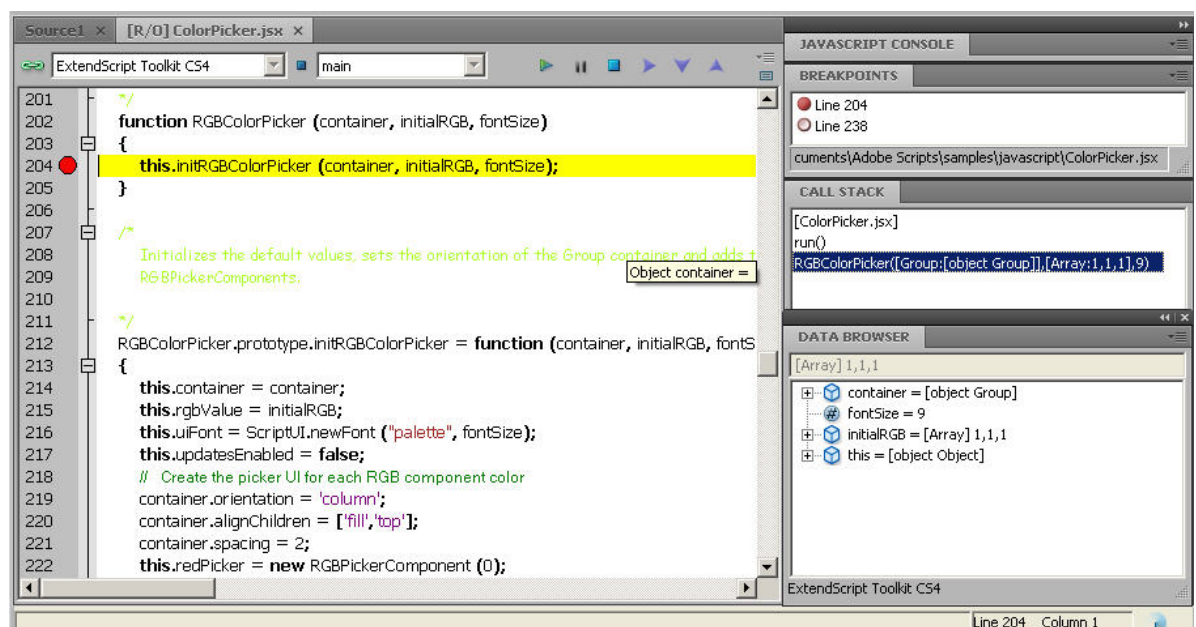 Source1 ×
[R/O] ColorPicker.jsx ×
ExtendScript Toolkit CS4
main
201 */
202 function RGBColorPicker (container, initialRGB, fontSize)
203 {
204 this.initRGBColorPicker (container, initialRGB, fontSize);
205 }
206
207 /*
208 Initializes the default values, sets the orientation of the Group container and adds t
209 RGBPickerComponents.
Object container =
210
211 */
212 RGBColorPicker.prototype.initRGBColorPicker = function (container, initialRGB, fontS
213 {
214 this.container = container;
215 this.rgbValue = initialRGB;
216 this.uiFont = ScriptUI.newFont ("palette", fontSize);
217 this.updatesEnabled = false;
218 // Create the picker UI for each RGB component color
219 container.orientation = 'column';
220 container.alignChildren = ['fill','top'];
221 container.spacing = 2;
222 this.redPicker = new RGBPickerComponent (0);
JAVASCRIPT CONSOLE
BREAKPOINTS
Line 204
Line 238
cuments\Adobe Scripts\samples\javascript\ColorPicker.jsx
CALL STACK
[ColorPicker.jsx]
run()
RGBColorPicker([Group:[object Group]],[Array:1,1,1],9)
DATA BROWSER
[Array] 1,1,1
container = [object Group]
fontSize = 9
initialRGB = [Array] 1,1,1
this = [object Object]
ExtendScript Toolkit CS4
Line 204 Column 1